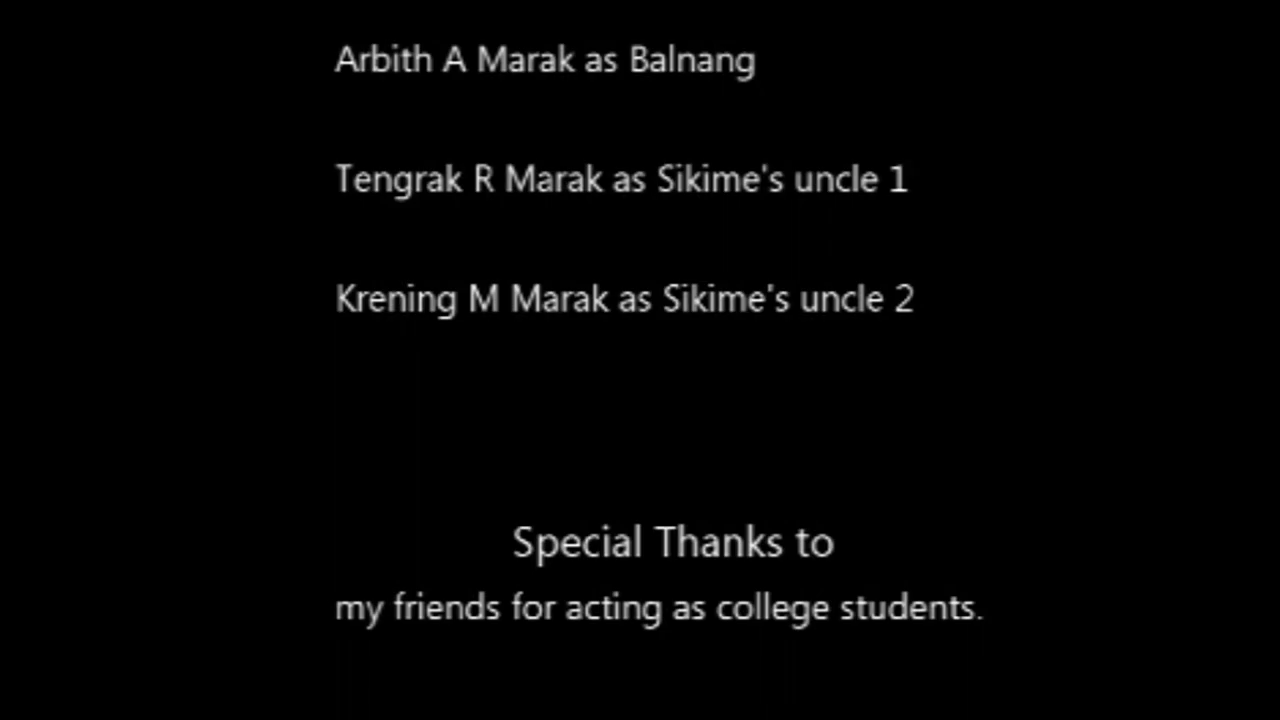 Arbith A Marak as Balnang
Tengrak R Marak as Sikime's uncle 1
Krening M Marak as Sikime's uncle 2
Special Thanks to
my friends for acting as college students.